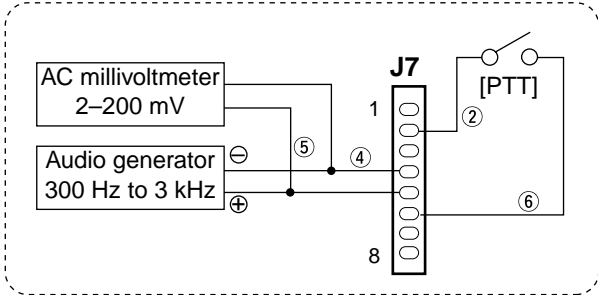 AC millivoltmeter
2–200 mV
Audio generator
300 Hz to 3 kHz
⊖
⊕
⑤
④
J7
1
8
②
[PTT]
⑥